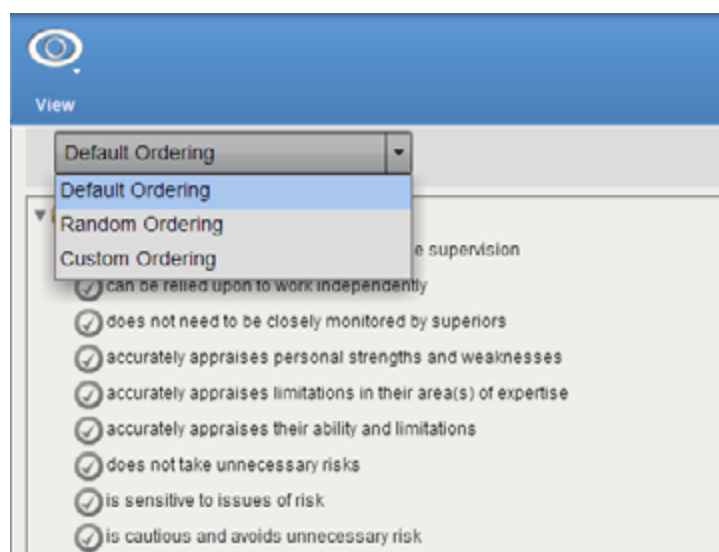 View
Default Ordering
Default Ordering
Random Ordering
Custom Ordering
supervision
can be relied upon to work independently
does not need to be closely monitored by superiors
accurately appraises personal strengths and weaknesses
accurately appraises limitations in their area(s) of expertise
accurately appraises their ability and limitations
does not take unnecessary risks
is sensitive to issues of risk
is cautious and avoids unnecessary risk